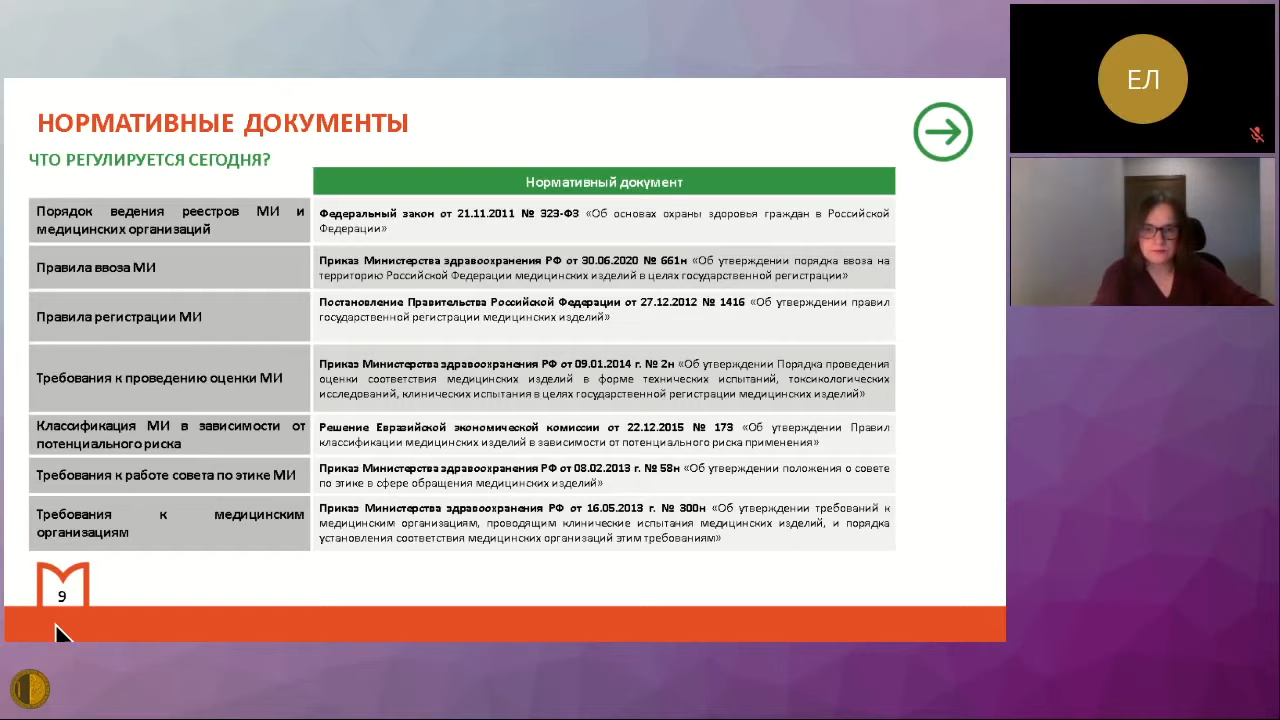 НОРМАТИВНЫЕ ДОКУМЕНТЫ
ЧТО РЕГУЛИРУЕТСЯ СЕГОДНЯ?
Нормативный документ
Порядок ведения реестров МИ и
медицинских организаций
Федеральный закон от 21.11.2011 № 323-ФЗ «Об основах охраны здоровья граждан в Российской
Федерации»
Правила ввоза МИ
Приказ Министерства здравоохранения РФ от 30.06.2020 № 661н «Об утверждении порядка ввоза на
территорию Российской Федерации медицинских изделий в целях государственной регистрации»
Правила регистрации МИ
Постановление Правительства Российской Федерации от 27.12.2012 № 1416 «Об утверждении правил
государственной регистрации медицинских изделий»
Требования к проведению оценки МИ
Приказ Министерства здравоохранения РФ от 09.01.2014 г. № 2н «Об утверждении Порядка проведения
оценки соответствия медицинских изделий в форме технических испытаний, токсикологических
исследований, клинических испытания в целях государственной регистрации медицинских изделий»
Классификация МИ в зависимости от
потенциального риска
Решение Евразийской экономической комиссии от 22.12.2015 № 173 «Об утверждении Правил
классификации медицинских изделий в зависимости от потенциального риска применения»
Требования к работе совета по этике МИ
Приказ Министерства здравоохранения РФ от 08.02.2013 г. № 58н «Об утверждении положения о совете
по этике в сфере обращения медицинских изделий»
Требования к медицинским
организациям
Приказ Министерства здравоохранения РФ от 16.05.2013 г. № 300н «Об утверждении требований к
медицинским организациям, проводящим клинические испытания медицинских изделий, и порядка
установления соответствия медицинских организаций этим требованиям»
9
ЕЛ